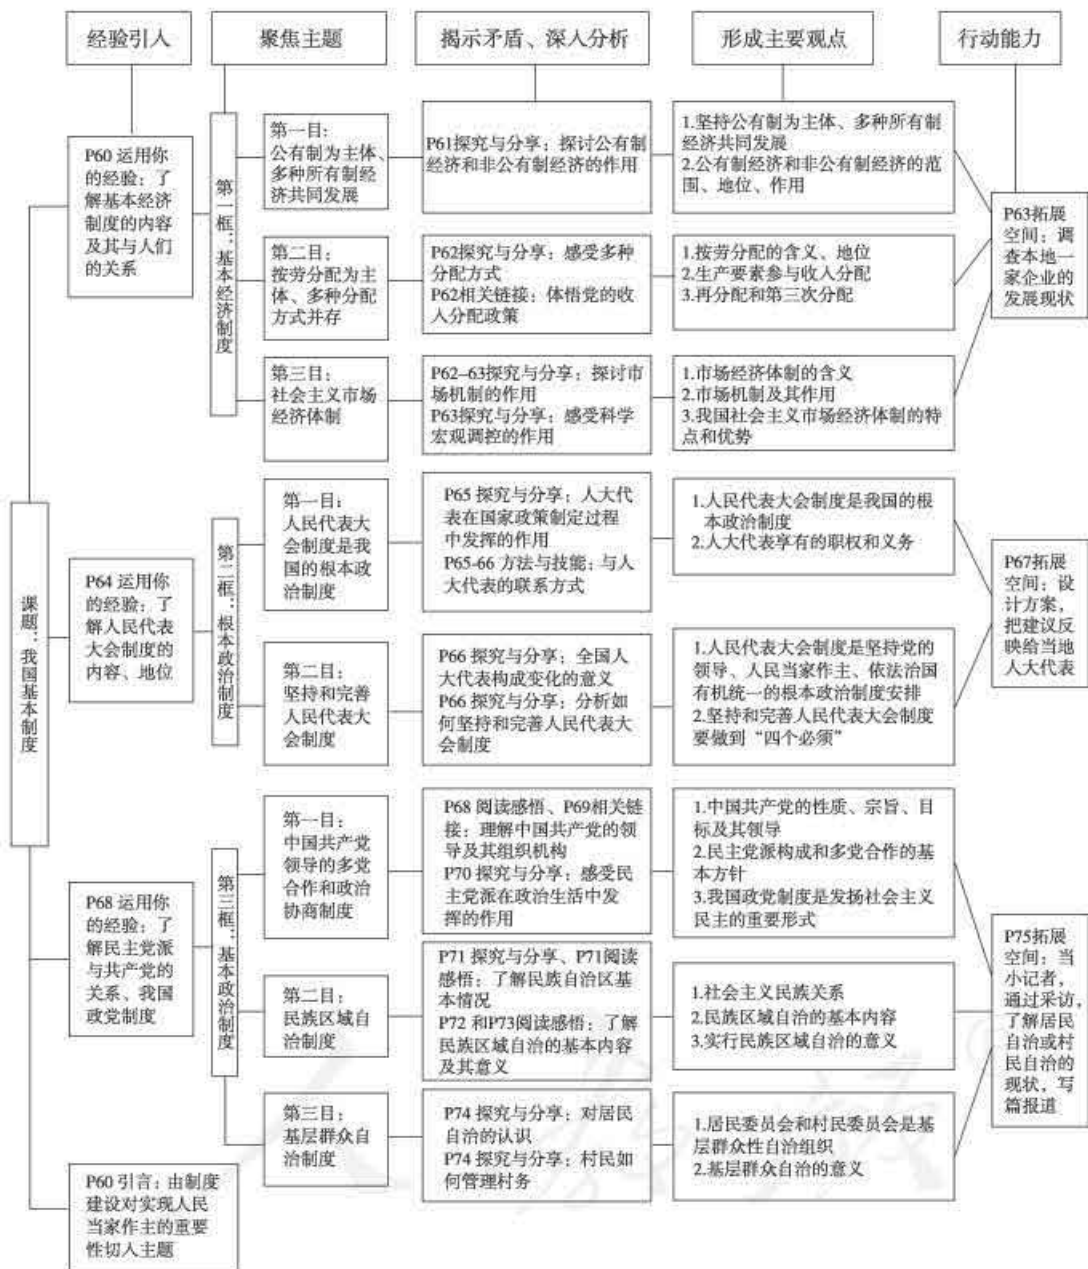 经验引人
聚焦主题
揭示矛盾、深人分析
形成主要观点
行动能力
课题：我国基本制度
P60 运用你
的经验：了
解基本经济
制度的内容
及其与人们
的关系
第一框：基本经济制度
第一目：
公有制为主体、
多种所有制经
济共同发展
P61探究与分享：探讨公有制
经济和非公有制经济的作用
1.坚持公有制为主体、多种所有制
经济共同发展
2.公有制经济和非公有制经济的范
围、地位、作用
第二目：
按劳分配为主
体、多种分配
方式并存
P62探究与分享：感受多种
分配方式
P62相关链接：体悟党的收
人分配政策
1.按劳分配的含义、地位
2.生产要素参与收入分配
3.再分配和第三次分配
第三目：
社会主义市场
经济体制
P62–63探究与分享：探讨市
场机制的作用
P63探究与分享：感受科学
宏观调控的作用
1.市场经济体制的含义
2.市场机制及其作用
3.我国社会主义市场经济体制的特
点和优势
P63拓展
空间：调
查本地一
家企业的
发展现状
P64 运用你
的经验：了
解人民代表
大会制度的
内容、地位
第二框：根本政治制度
第一目：
人民代表大
会制度是我
国的根本政
治制度
P65 探究与分享：人大代
表在国家政策制定过程
中发挥的作用
P65-66 方法与技能：与人
大代表的联系方式
1.人民代表大会制度是我国的根
本政治制度
2.人大代表享有的职权和义务
第二目：
坚持和完善
人民代表大
会制度
P66 探究与分享：全国人
大代表构成变化的意义
P66 探究与分享：分析如
何坚持和完善人民代表大
会制度
1.人民代表大会制度是坚持党的
领导、人民当家作主、依法治国
有机统一的根本政治制度安排
2.坚持和完善人民代表大会制度
要做到“四个必须”
P67拓展
空间：设
计方案，
把建议反
映给当地
人大代表
P68 运用你
的经验：了
解民主党派
与共产党的
关系、我国
政党制度
第三框：基本政治制度
第一目：
中国共产党
领导的多党
合作和政治
协商制度
P68 阅读感悟、P69相关链
接：理解中国共产党的领
导及其组织机构
P70 探究与分享：感受民
主党派在政治生活中发
挥的作用
1.中国共产党的性质、宗旨、目
标及其领导
2.民主党派构成和多党合作的基
本方针
3.我国政党制度是发扬社会主义
民主的重要形式
第二目：
民族区域自
治制度
P71 探究与分享、P71阅读
感悟：了解民族自治区基
本情况
P72 和P73阅读感悟：了解
民族区域自治的基本内容
及其意义
1.社会主义民族关系
2.民族区域自治的基本内容
3.实行民族区域自治的意义
第三目：
基层群众自
治制度
P74 探究与分享：对居民
自治的认识
P74 探究与分享：村民如
何管理村务
1.居民委员会和村民委员会是基
层群众性自治组织
2.基层群众自治的意义
P75拓展
空间：当
小记者，
通过采访，
了解居民
自治或村
民自治的
现状，写
篇报道
P60 引言：由制度
建设对实现人民
当家作主的重要
性切人主题